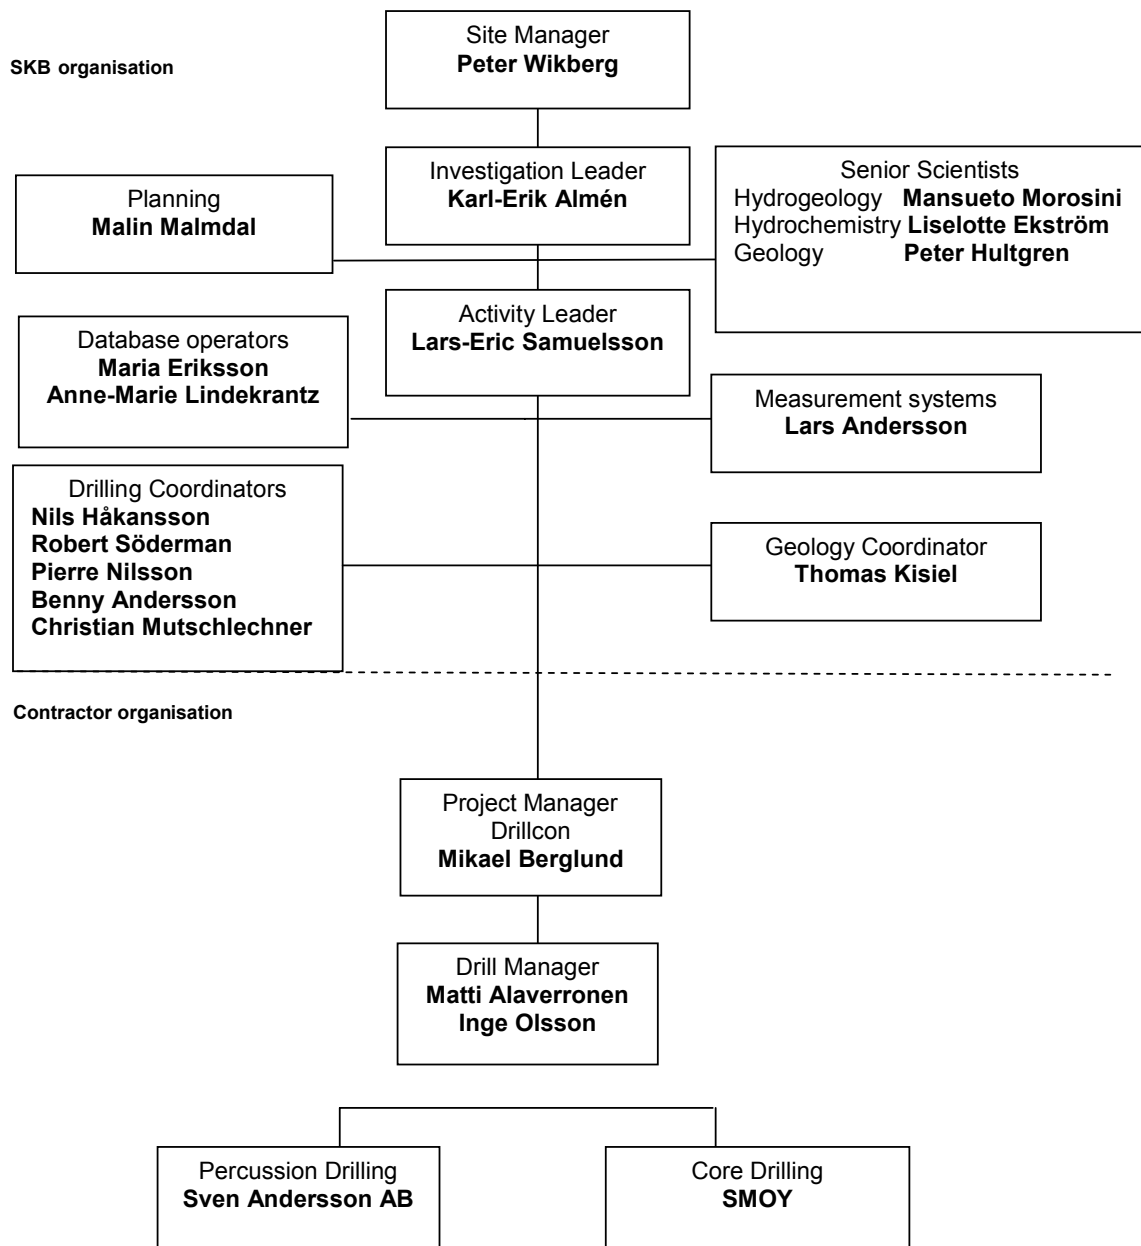 Site Manager
Peter Wikberg
SKB organisation
Investigation Leader
Karl-Erik Almén
Senior Scientists
Hydrogeology Mansueto Morosini
Hydrochemistry Liselotte Ekström
Geology Peter Hultgren
Planning
Malin Malmdal
Activity Leader
Lars-Eric Samuelsson
Database operators
Maria Eriksson
Anne-Marie Lindekrantz
Measurement systems
Lars Andersson
Drilling Coordinators
Nils Håkansson
Robert Söderman
Pierre Nilsson
Benny Andersson
Christian Mutschlechner
Geology Coordinator
Thomas Kisiel
Contractor organisation
Project Manager
Drillcon
Mikael Berglund
Drill Manager
Matti Alaverronen
Inge Olsson
Percussion Drilling
Sven Andersson AB
Core Drilling
SMOY